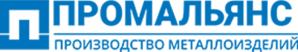 ПРОМАЛЬЯНС
ПРОИЗВОДСТВО МЕТАЛЛОИЗДЕЛИЙ